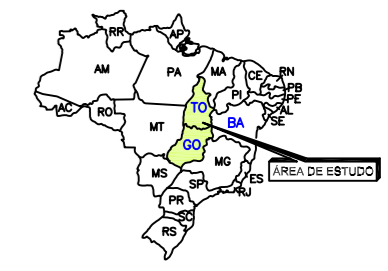 RR
AP
AM
PA
MA
CE
RN
PB
PI
PE
AL
SE
AC
RO
TO
BA
MT
GO
MG
ÁREA DE ESTUDO
MS
ES
SP
RJ
PR
SC
RS